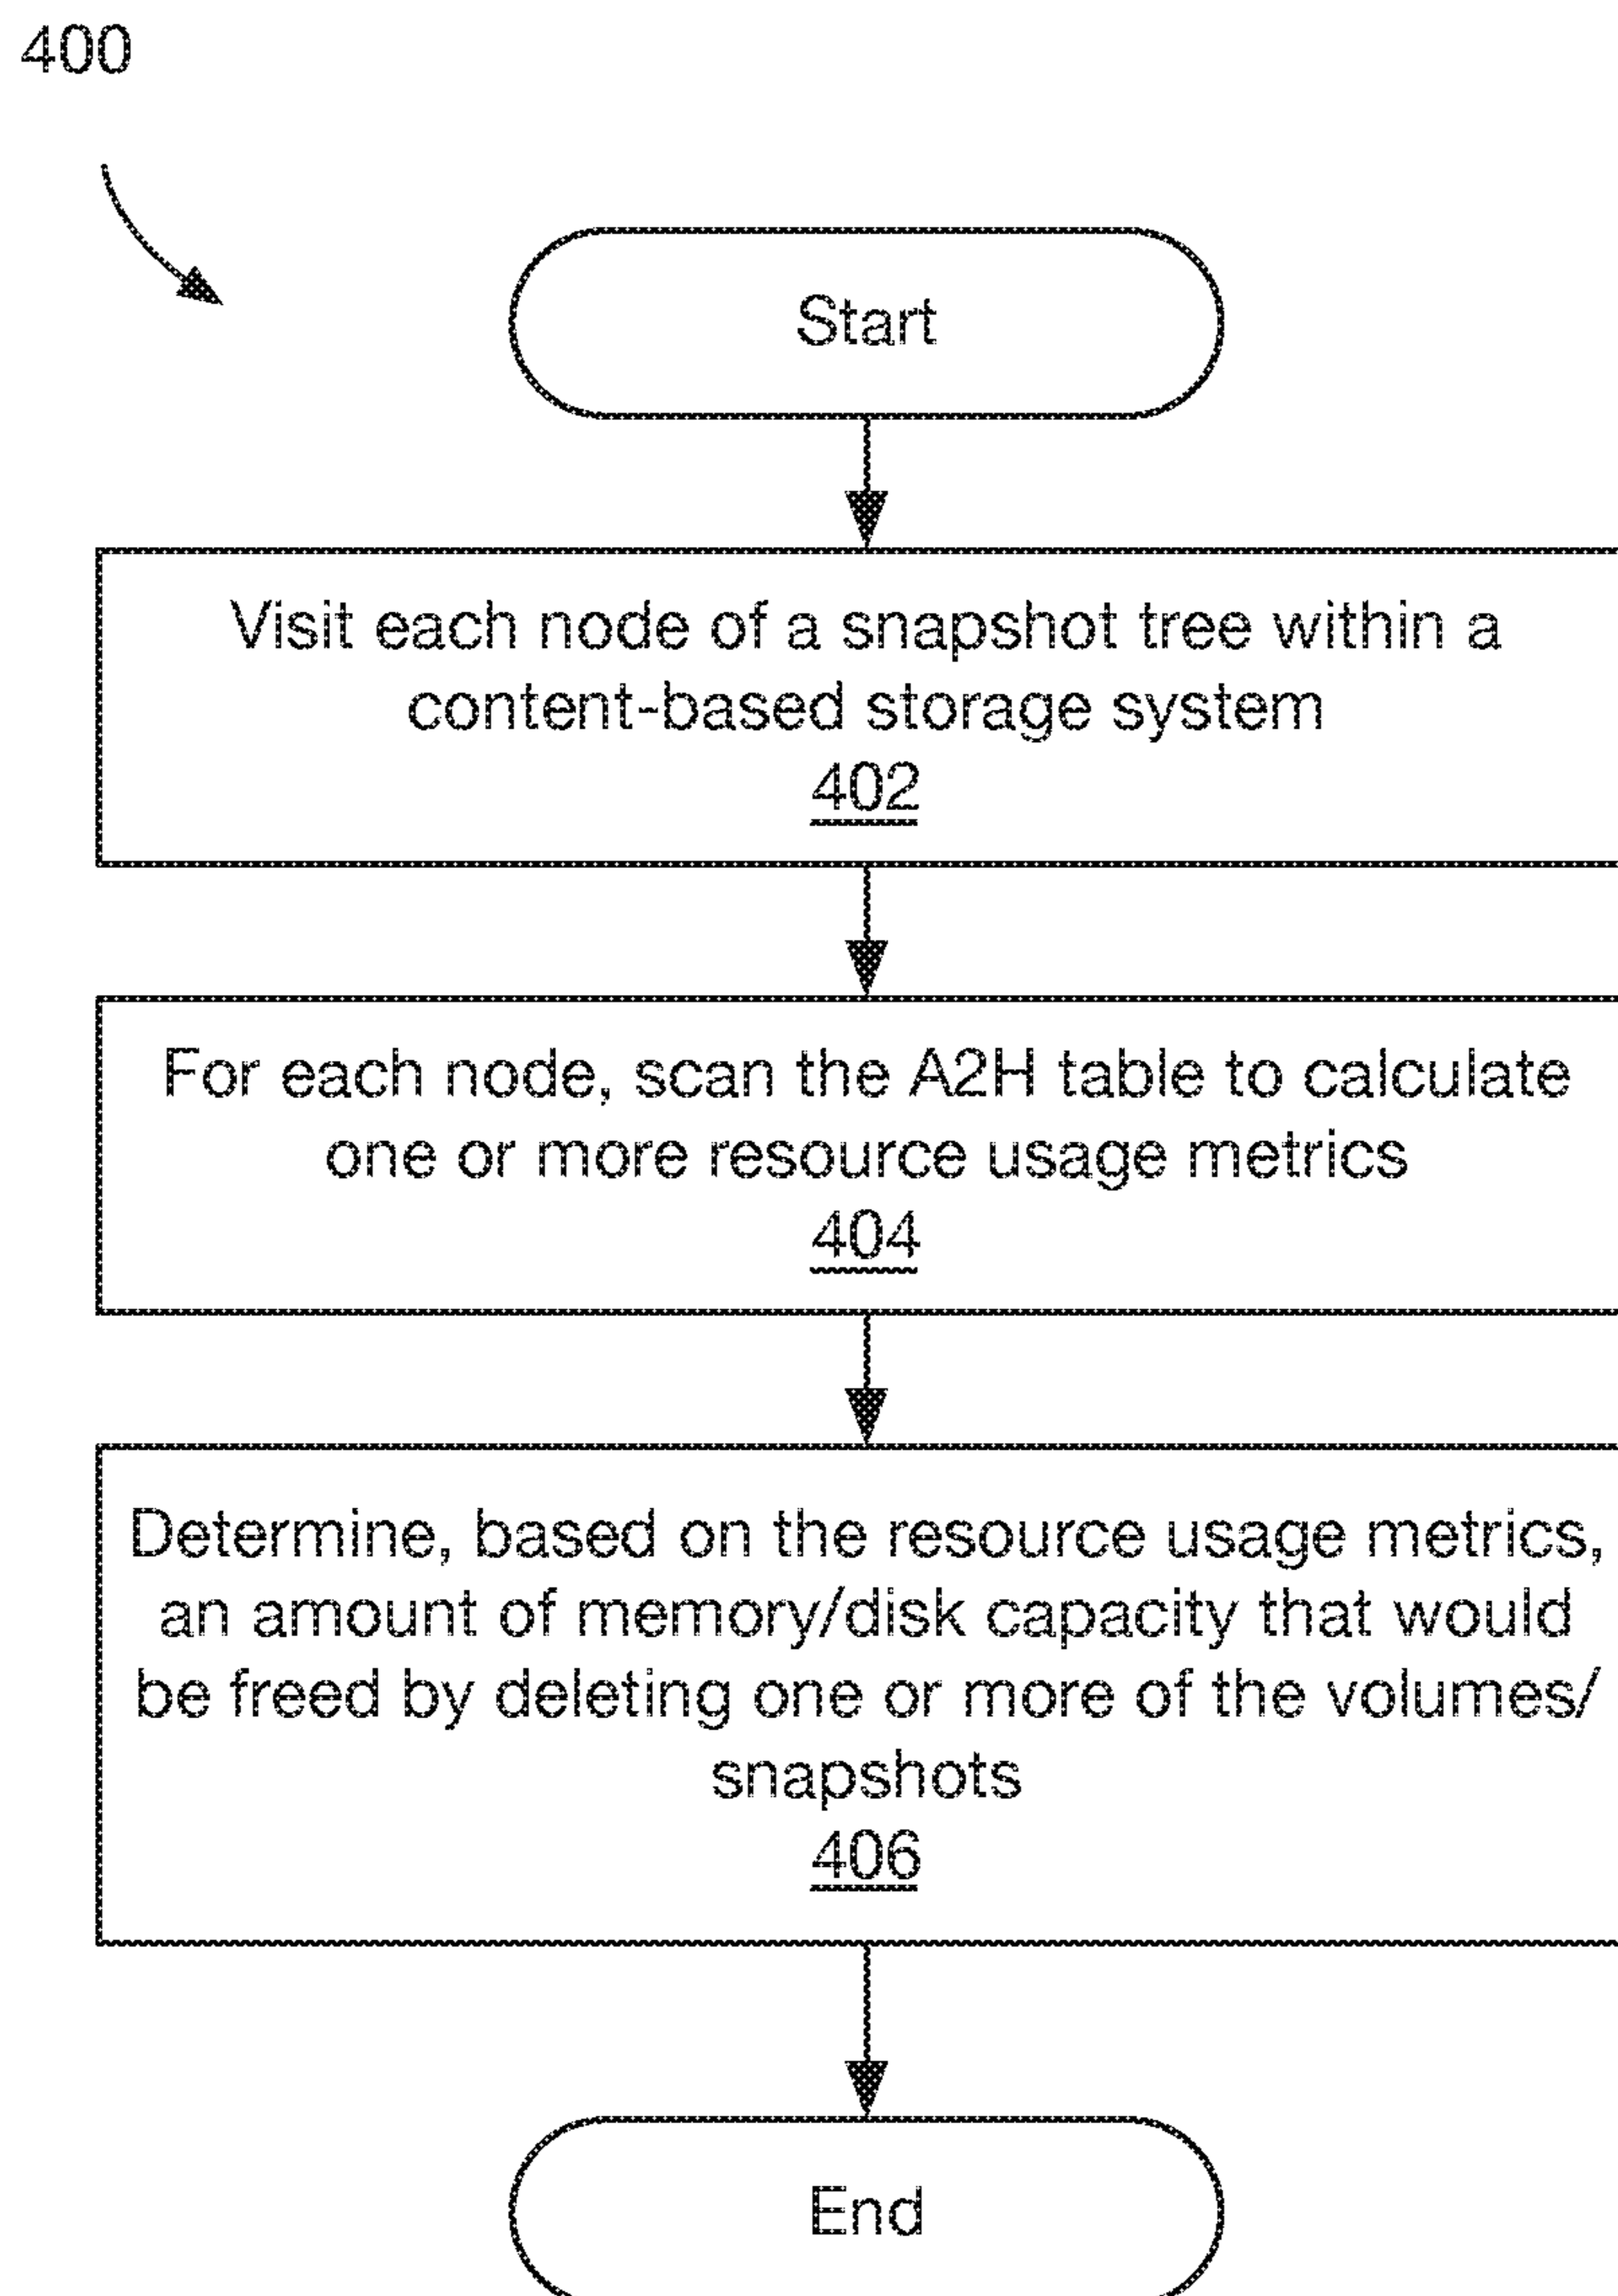 400
Start
Visit each node of a snapshot tree within a
content-based storage system
402
For each node, scan the A2H table to calculate
one or more resource usage metrics
404
Determine, based on the resource usage metrics,
an amount of memory/disk capacity that would
be freed by deleting one or more of the volumes/
snapshots
406
End